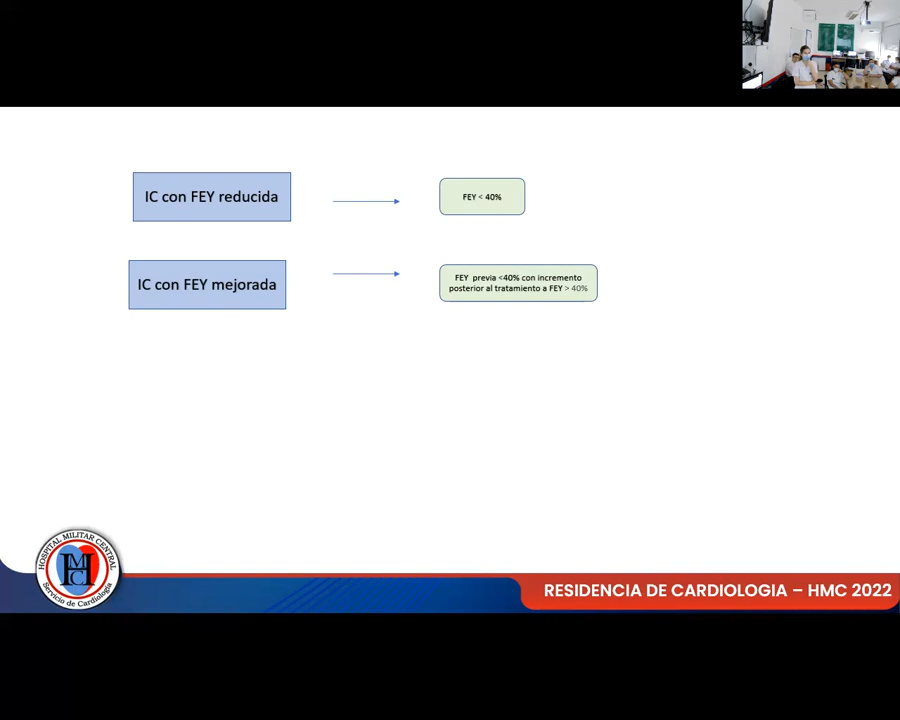 IC con FEY reducida
FEY < 40%
IC con FEY mejorada
FEY previa <40% con incremento
posterior al tratamiento a FEY > 40%
HOSPITAL MILITAR CENTRAL
HMC
Servicio de Cardiología
RESIDENCIA DE CARDIOLOGIA – HMC 2022